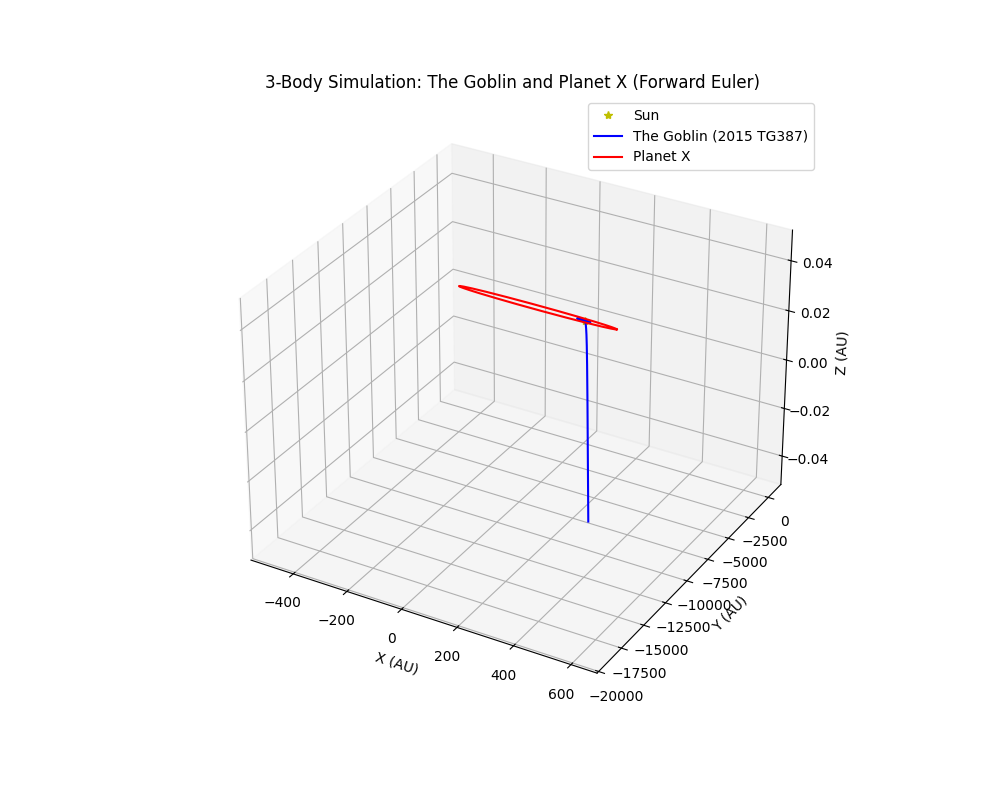 3-Body Simulation: The Goblin and Planet X (Forward Euler)
Sun
The Goblin (2015 TG387)
Planet X
0.04
0.02
0.00
−0.02
−0.04
Z (AU)
0
−2500
−5000
−7500
−10000
−12500
−15000
−17500
−20000
Y (AU)
−400
−200
0
200
400
600
X (AU)